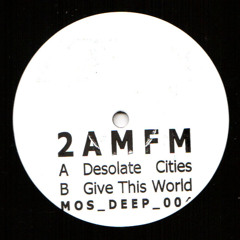 2AMFM
A Desolate Cities
B Give This World
MOS_DEEP_00